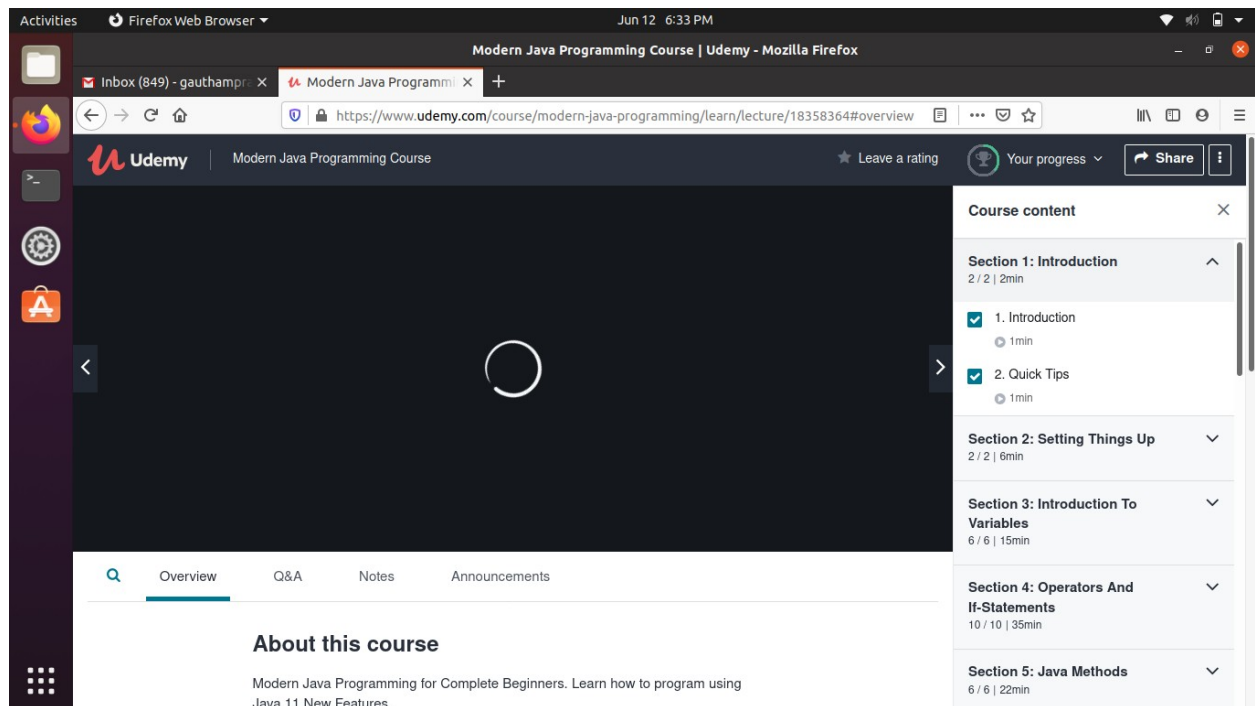 Activities Firefox Web Browser Jun 12 6:33 PM
Modern Java Programming Course | Udemy - Mozilla Firefox
Inbox (849) - gauthampra Modern Java Programmi
https://www.udemy.com/course/modern-java-programming/learn/lecture/18358364#overview
Udemy Modern Java Programming Course Leave a rating Your progress Share
Course content
Section 1: Introduction
2 / 2 | 2min
1. Introduction
1min
2. Quick Tips
1min
Section 2: Setting Things Up
2 / 2 | 6min
Section 3: Introduction To
Variables
6 / 6 | 15min
Section 4: Operators And
If-Statements
10 / 10 | 35min
Section 5: Java Methods
6 / 6 | 22min
Overview Q&A Notes Announcements
About this course
Modern Java Programming for Complete Beginners. Learn how to program using
Java 11 New Features